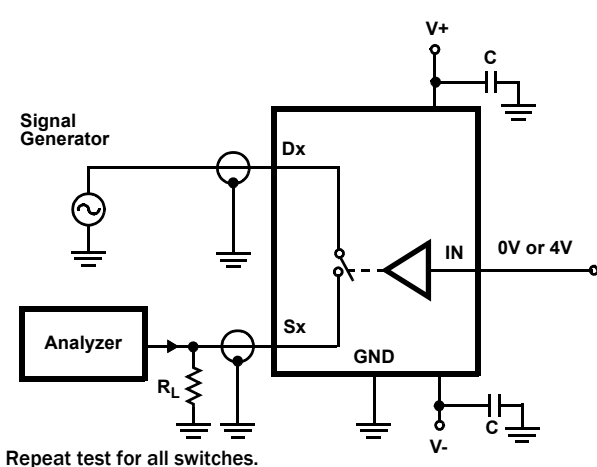 V+
C
Signal
Generator
Dx
IN
0V or 4V
Analyzer
Sx
GND
RL
C
V-
Repeat test for all switches.